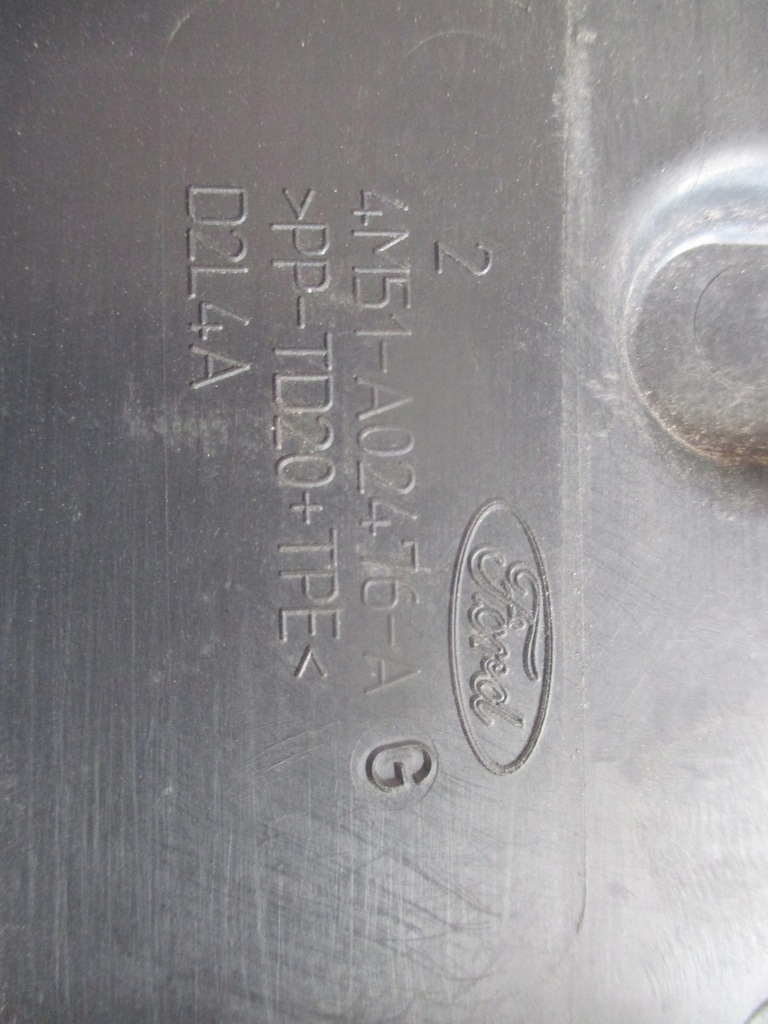 2
Ford
4M51-A02476-A G
>PP-TD20+TPE<
D2L4A